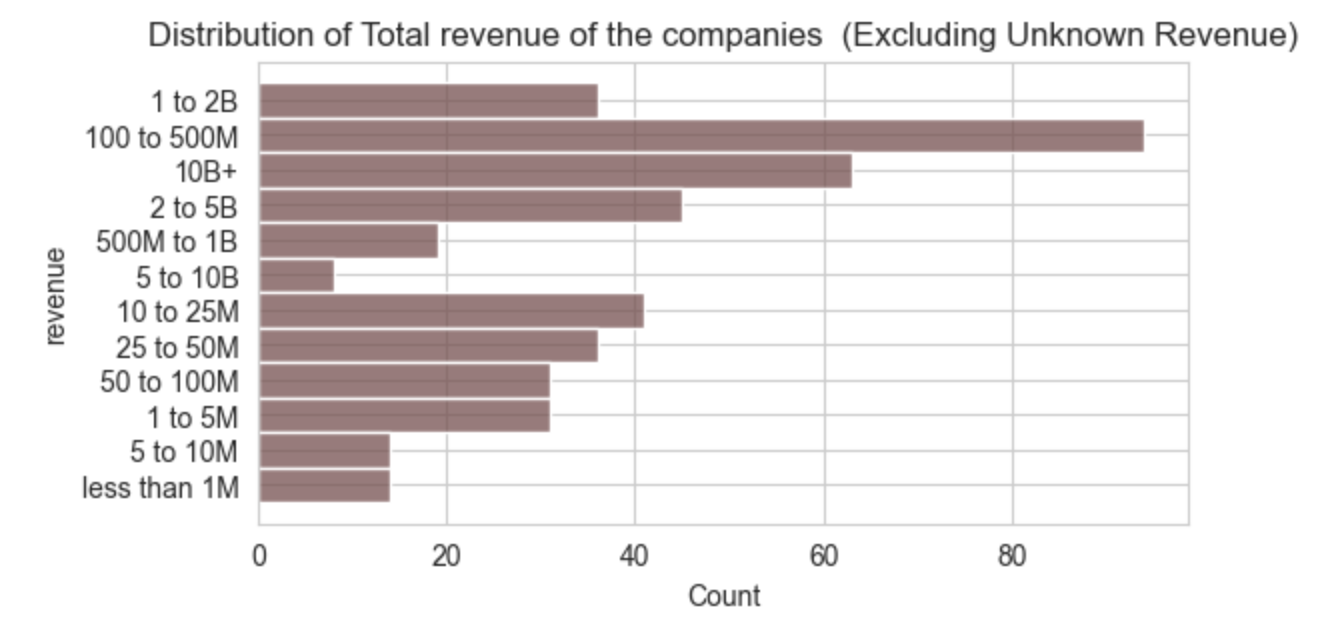 Distribution of Total revenue of the companies  (Excluding Unknown Revenue)
1 to 2B
100 to 500M
10B+
2 to 5B
500M to 1B
5 to 10B
10 to 25M
25 to 50M
50 to 100M
1 to 5M
5 to 10M
less than 1M
revenue
0 20 40 60 80
Count